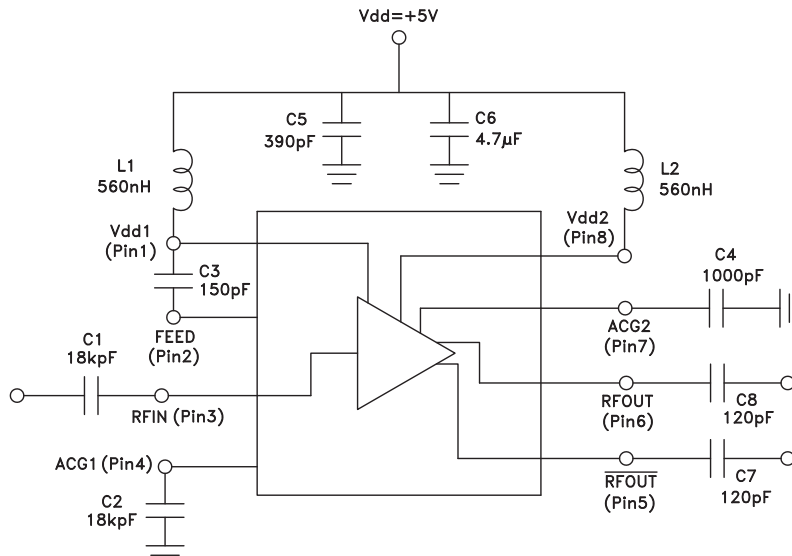 Vdd=+5V
C5
390pF
C6
4.7μF
L1
560nH
L2
560nH
Vdd1
(Pin1)
Vdd2
(Pin8)
C3
150pF
C4
1000pF
FEED
(Pin2)
ACG2
(Pin7)
C1
18kpF
RFIN (Pin3)
RFOUT
(Pin6)
C8
120pF
ACG1 (Pin4)
C2
18kpF
RFOUT
(Pin5)
C7
120pF